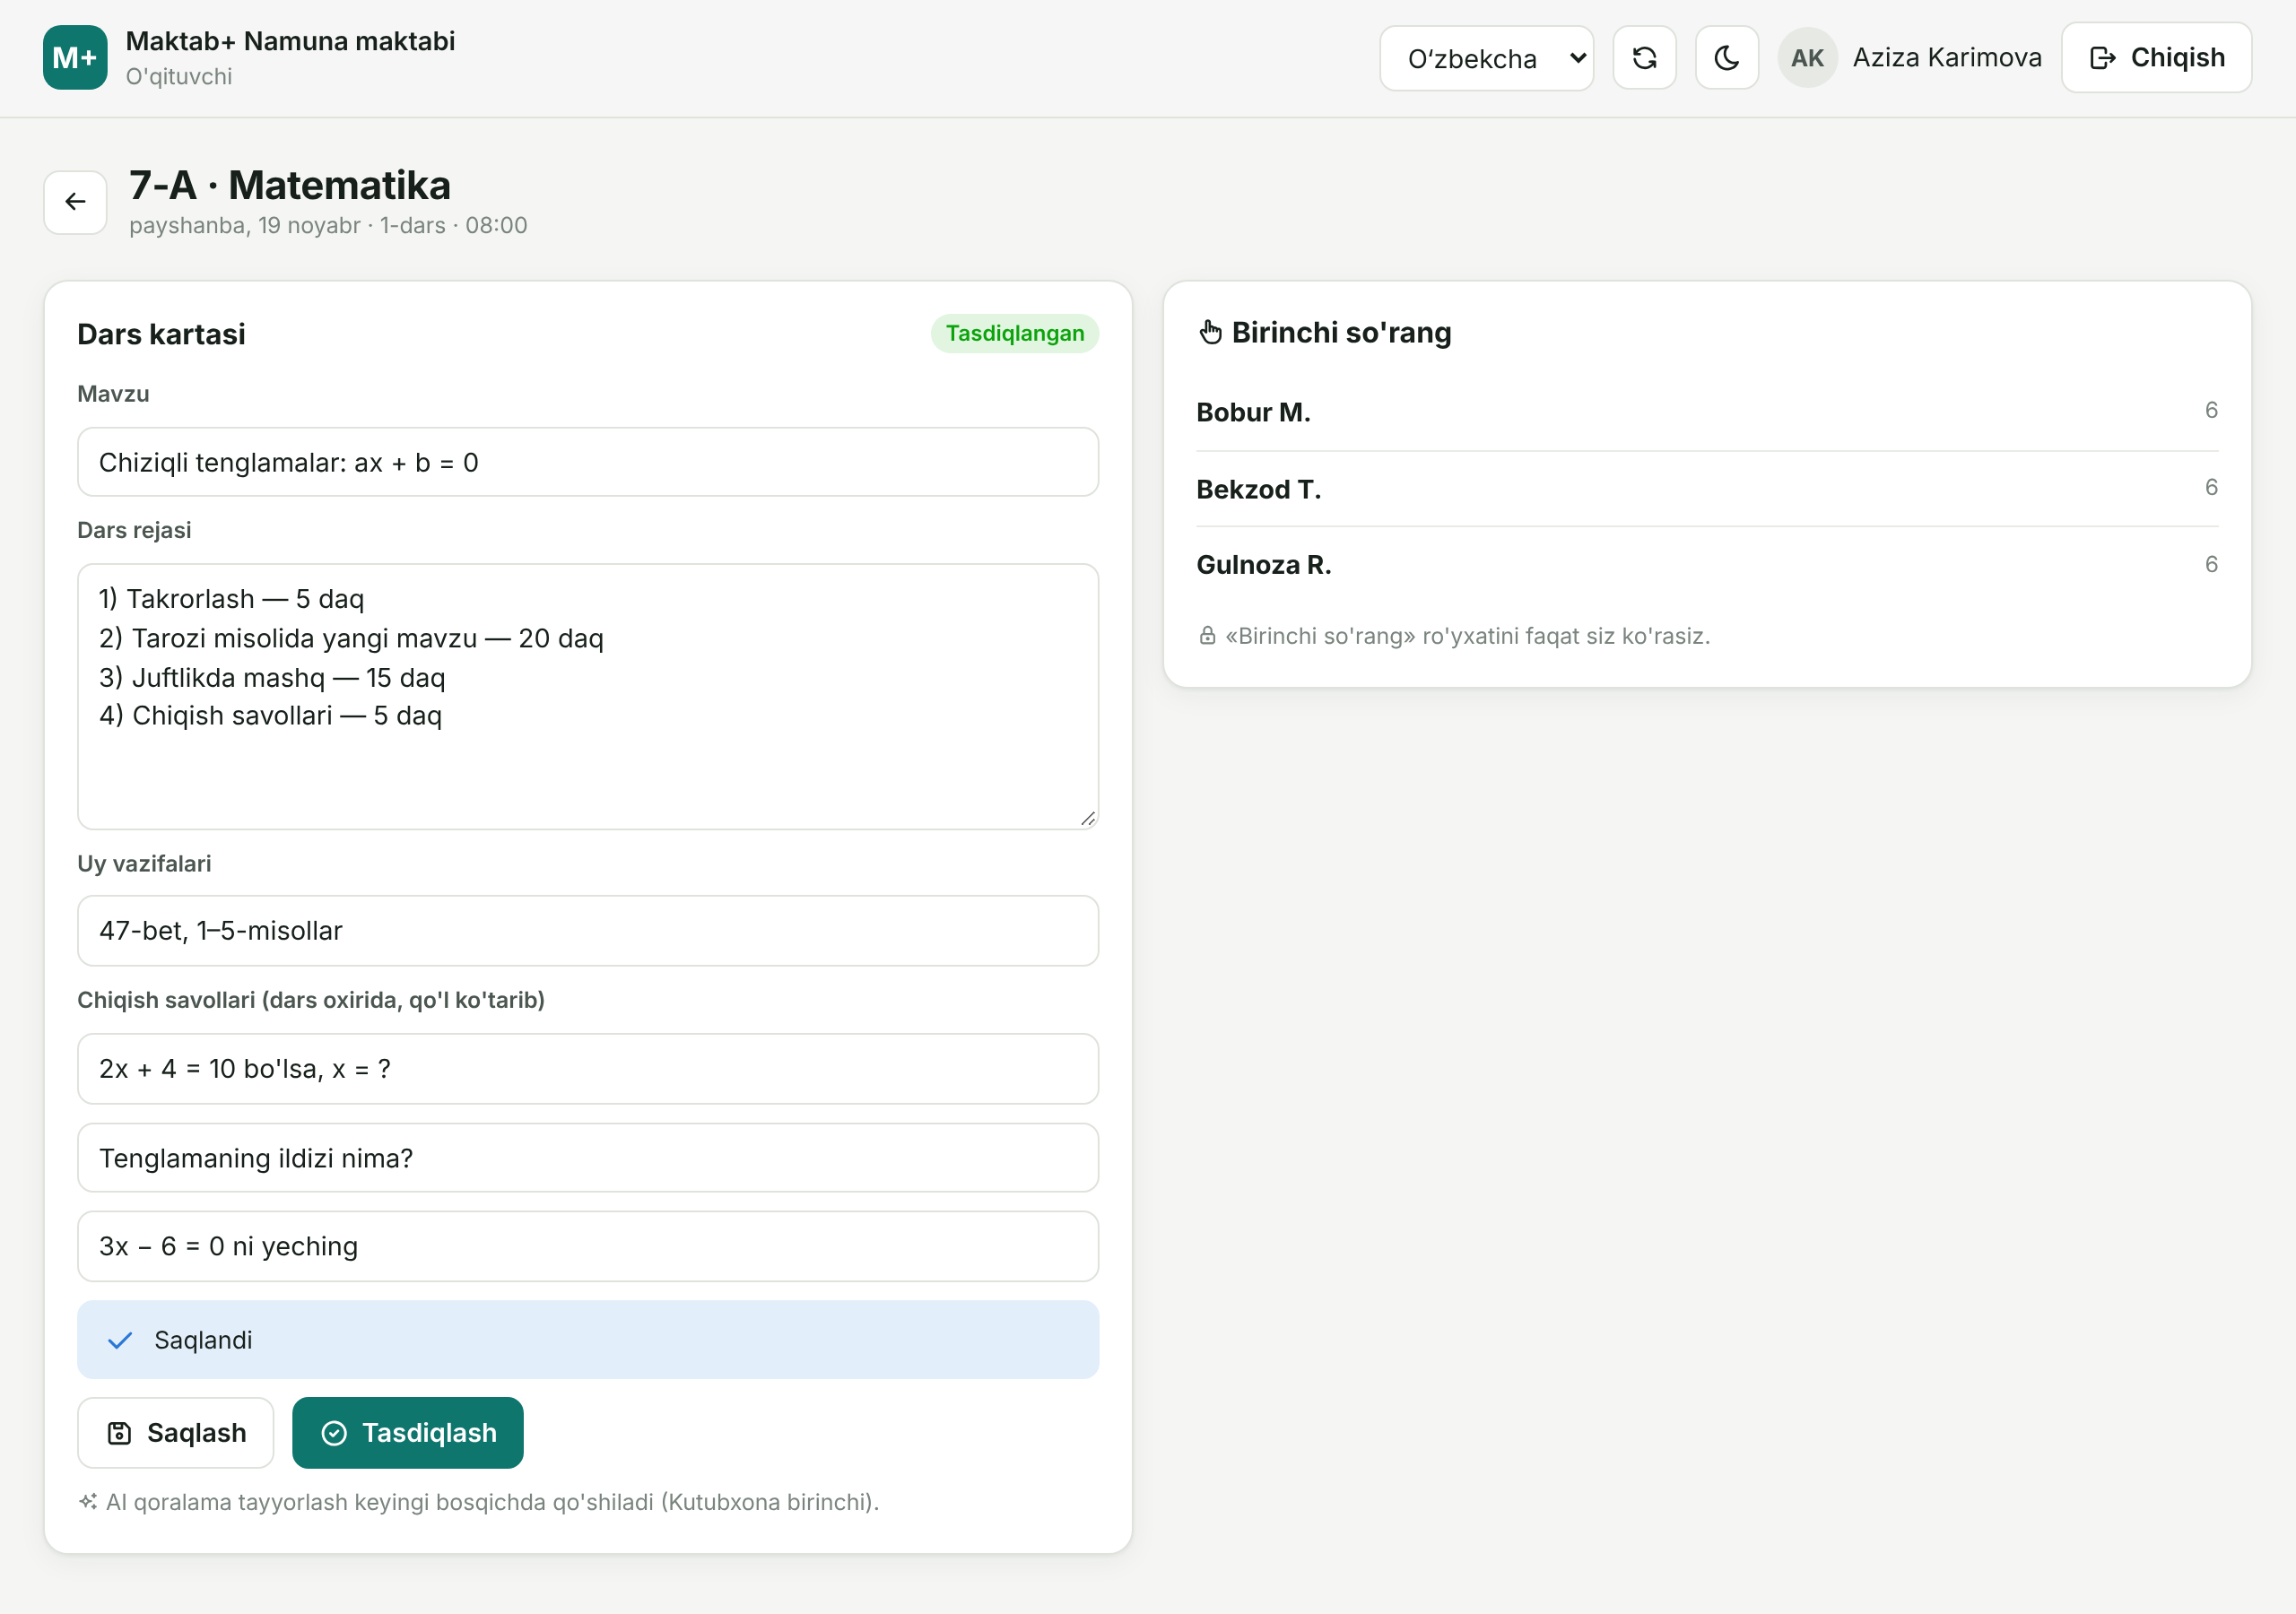 M+
Maktab+ Namuna maktabi
O'qituvchi
O‘zbekcha
AK
Aziza Karimova
Chiqish
7-A · Matematika
payshanba, 19 noyabr · 1-dars · 08:00
Dars kartasi
Tasdiqlangan
Mavzu
Chiziqli tenglamalar: ax + b = 0
Dars rejasi
1) Takrorlash — 5 daq
2) Tarozi misolida yangi mavzu — 20 daq
3) Juftlikda mashq — 15 daq
4) Chiqish savollari — 5 daq
Uy vazifalari
47-bet, 1–5-misollar
Chiqish savollari (dars oxirida, qo'l ko'tarib)
2x + 4 = 10 bo'lsa, x = ?
Tenglamaning ildizi nima?
3x − 6 = 0 ni yeching
Saqlandi
Saqlash
Tasdiqlash
AI qoralama tayyorlash keyingi bosqichda qo'shiladi (Kutubxona birinchi).
Birinchi so'rang
Bobur M. 6
Bekzod T. 6
Gulnoza R. 6
«Birinchi so'rang» ro'yxatini faqat siz ko'rasiz.